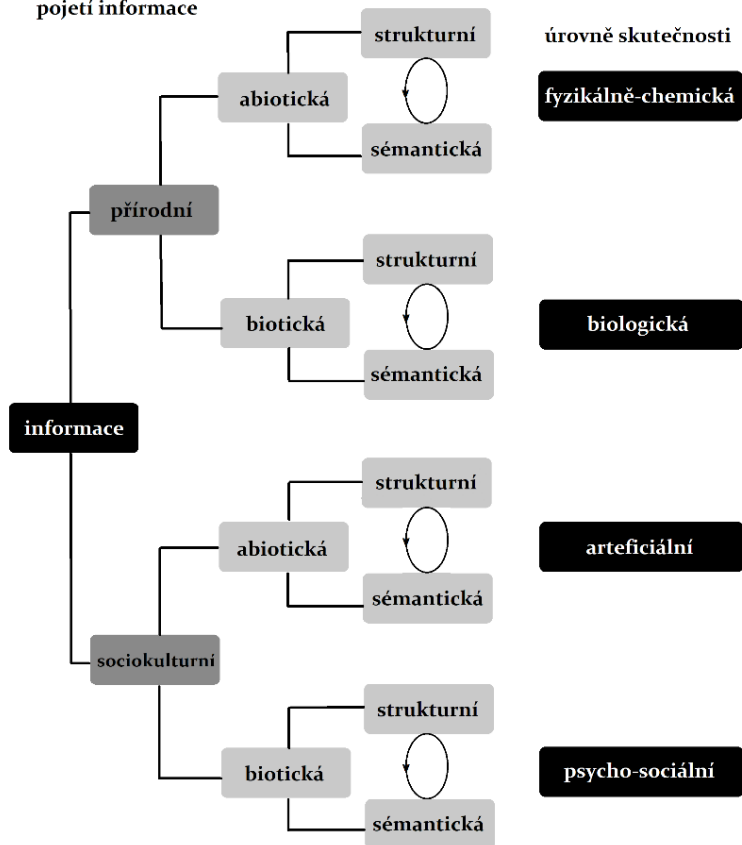 pojetí informace
strukturní
úrovně skutečnosti
abiotická
fyzikálně-chemická
sémantická
přírodní
strukturní
biotická
biologická
sémantická
informace
strukturní
abiotická
arteficiální
sémantická
sociokulturní
strukturní
biotická
psycho-sociální
sémantická